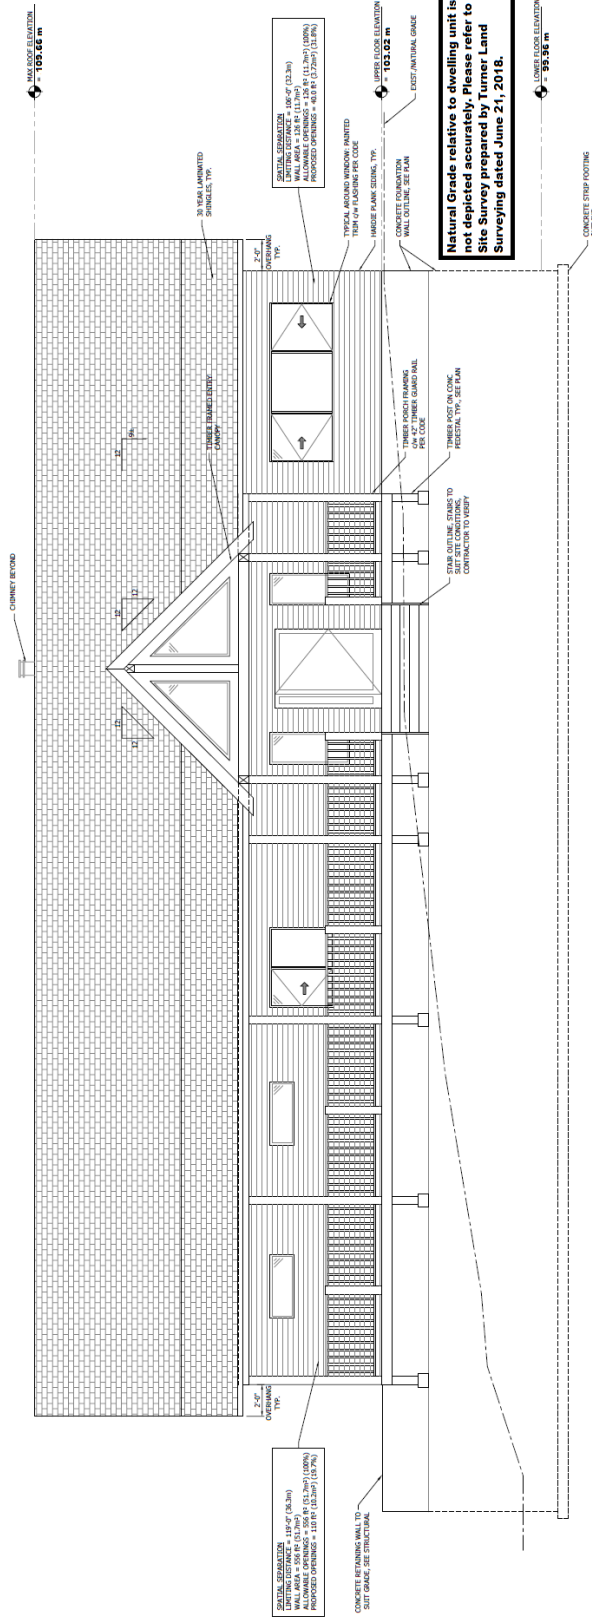 SPATIAL SEPARATION
LIMITING DISTANCE = 119'-0" (36.3m)
WALL AREA = 556 ft² (51.7m²)
ALLOWABLE OPENINGS = 556 ft² (51.7m²) (100%)
PROPOSED OPENINGS = 110 ft² (10.2m²) (19.7%)
CONCRETE RETAINING WALL TO
SUIT GRADE, SEE STRUCTURAL
2'-0"
OVERHANG
TYP.
12
12
12
12
CHIMNEY BEYOND
TIMBER FRAMED ENTRY
CANOPY
12
9½
30 YEAR LAMINATED
SHINGLES, TYP.
2'-0"
OVERHANG
TYP.
STAIR OUTLINE, STAIRS TO
SUIT SITE CONDITIONS,
CONTRACTOR TO VERIFY
TIMBER PORCH FRAMING
c/w 42" TIMBER GUARD RAIL
PER CODE
TIMBER POST ON CONC
PEDESTAL TYP., SEE PLAN
SPATIAL SEPARATION
LIMITING DISTANCE = 106'-0" (32.3m)
WALL AREA = 126 ft² (11.7m²)
ALLOWABLE OPENINGS = 126 ft² (11.7m²) (100%)
PROPOSED OPENINGS = 40.0 ft² (3.72m²) (31.8%)
TYPICAL AROUND WINDOW: PAINTED
TRIM c/w FLASHING PER CODE
HARDIE PLANK SIDING, TYP.
CONCRETE FOUNDATION
WALL OUTLINE, SEE PLAN
CONCRETE STRIP FOOTING
MAX ROOF ELEVATION
= 109.66 m
UPPER FLOOR ELEVATION
= 103.02 m
EXIST./NATURAL GRADE
Natural Grade relative to dwelling unit is
not depicted accurately. Please refer to
Site Survey prepared by Turner Land
Surveying dated June 21, 2018.
LOWER FLOOR ELEVATION
= 99.96 m